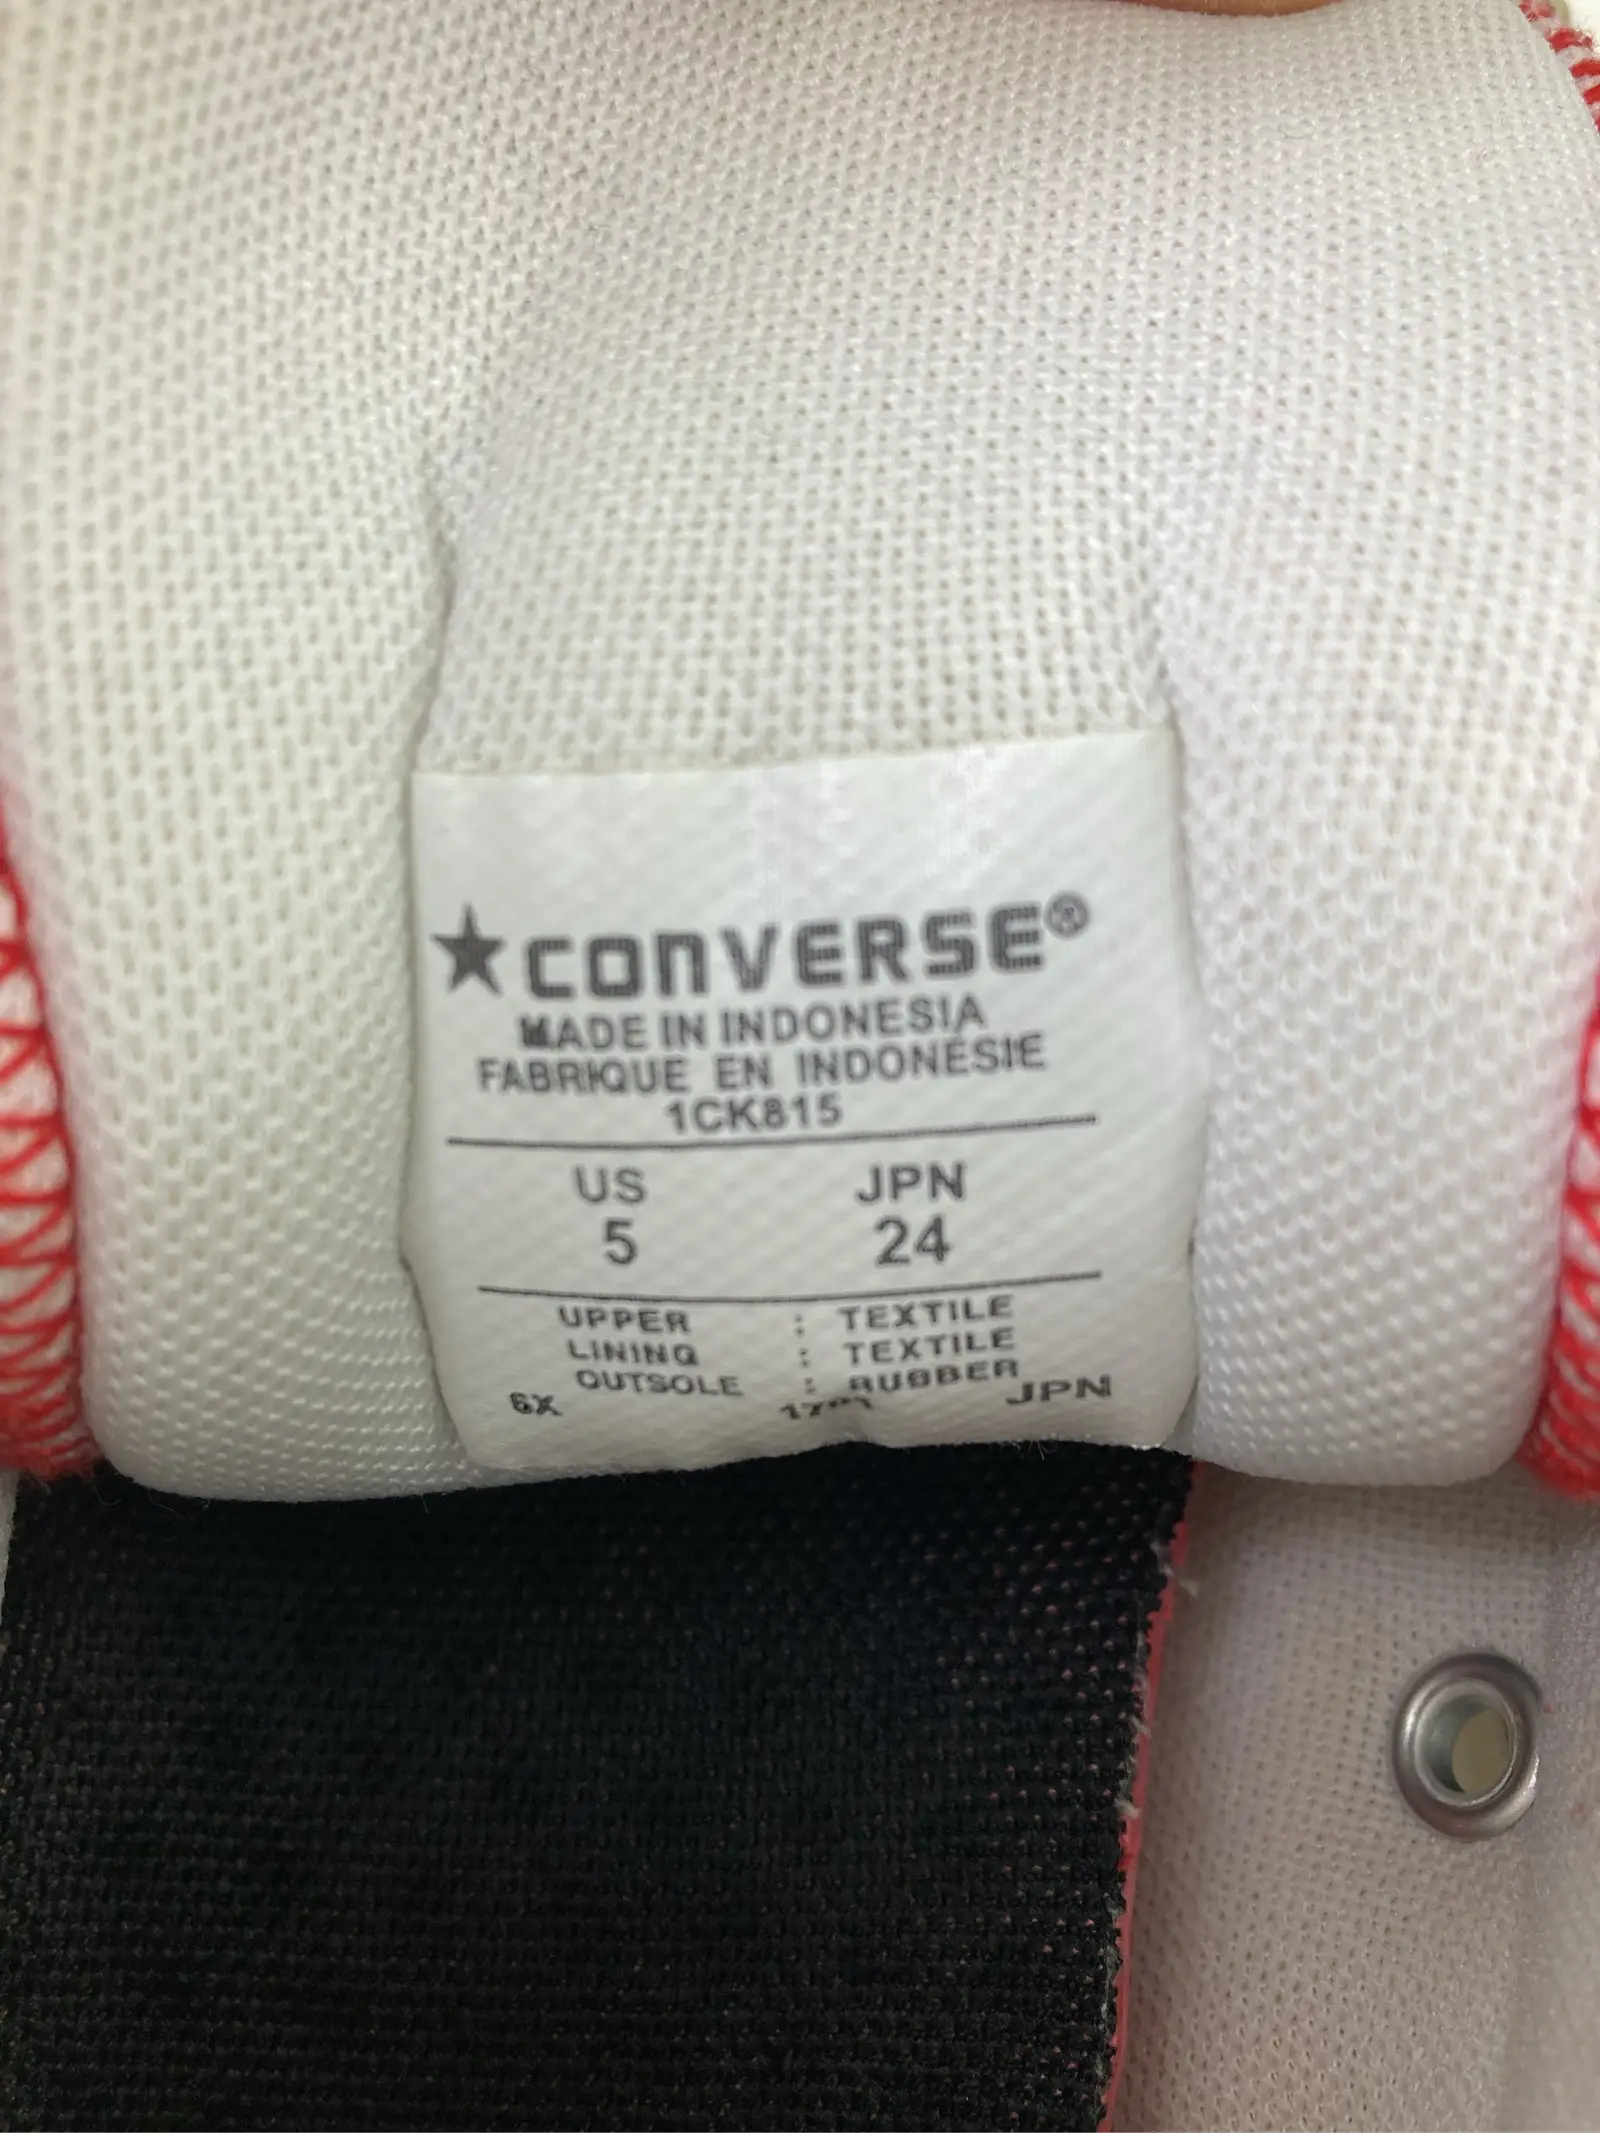 CONVERSE®
MADE IN INDONESIA
FABRIQUE EN INDONESIE
1CK815
US JPN
5 24
UPPER : TEXTILE
LINING : TEXTILE
OUTSOLE : RUBBER
6X JPN